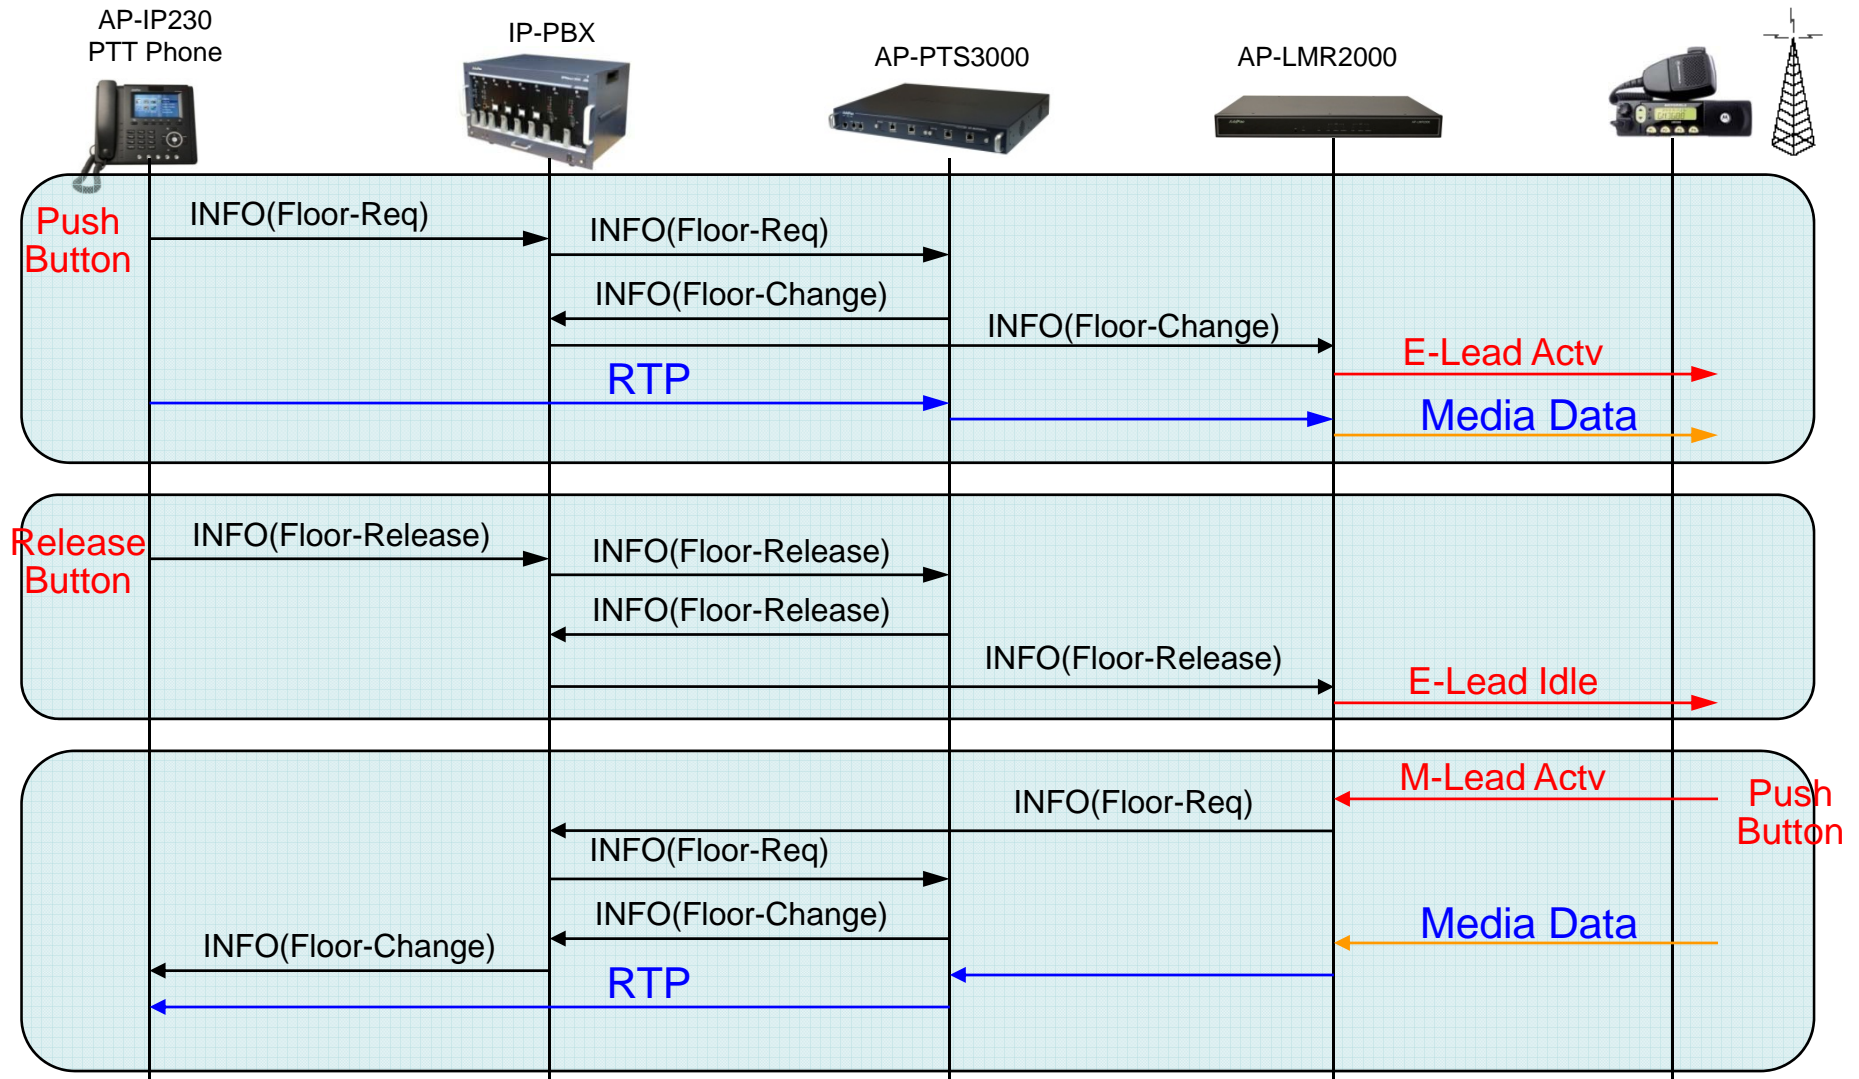 AP-IP230
PTT Phone
IP-PBX
AP-PTS3000
AP-LMR2000
Push
Button
INFO(Floor-Req)
INFO(Floor-Req)
INFO(Floor-Change)
INFO(Floor-Change)
E-Lead Actv
RTP
Media Data
Release
Button
INFO(Floor-Release)
INFO(Floor-Release)
INFO(Floor-Release)
INFO(Floor-Release)
E-Lead Idle
M-Lead Actv
Push
Button
INFO(Floor-Req)
INFO(Floor-Req)
INFO(Floor-Change)
Media Data
INFO(Floor-Change)
RTP